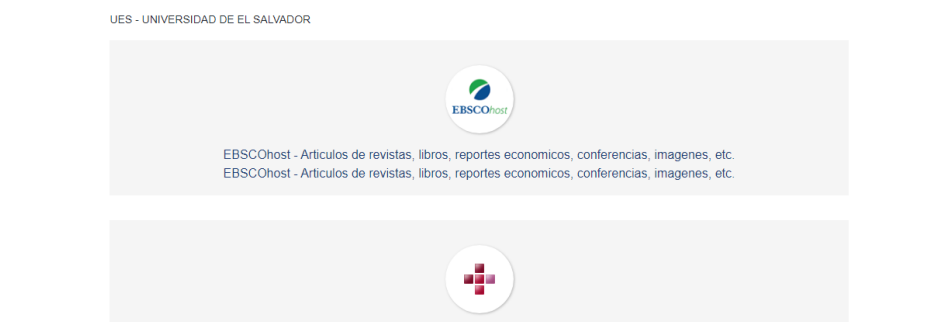 UES - UNIVERSIDAD DE EL SALVADOR
EBSCOhost
EBSCOhost - Articulos de revistas, libros, reportes economicos, conferencias, imagenes, etc.
EBSCOhost - Articulos de revistas, libros, reportes economicos, conferencias, imagenes, etc.